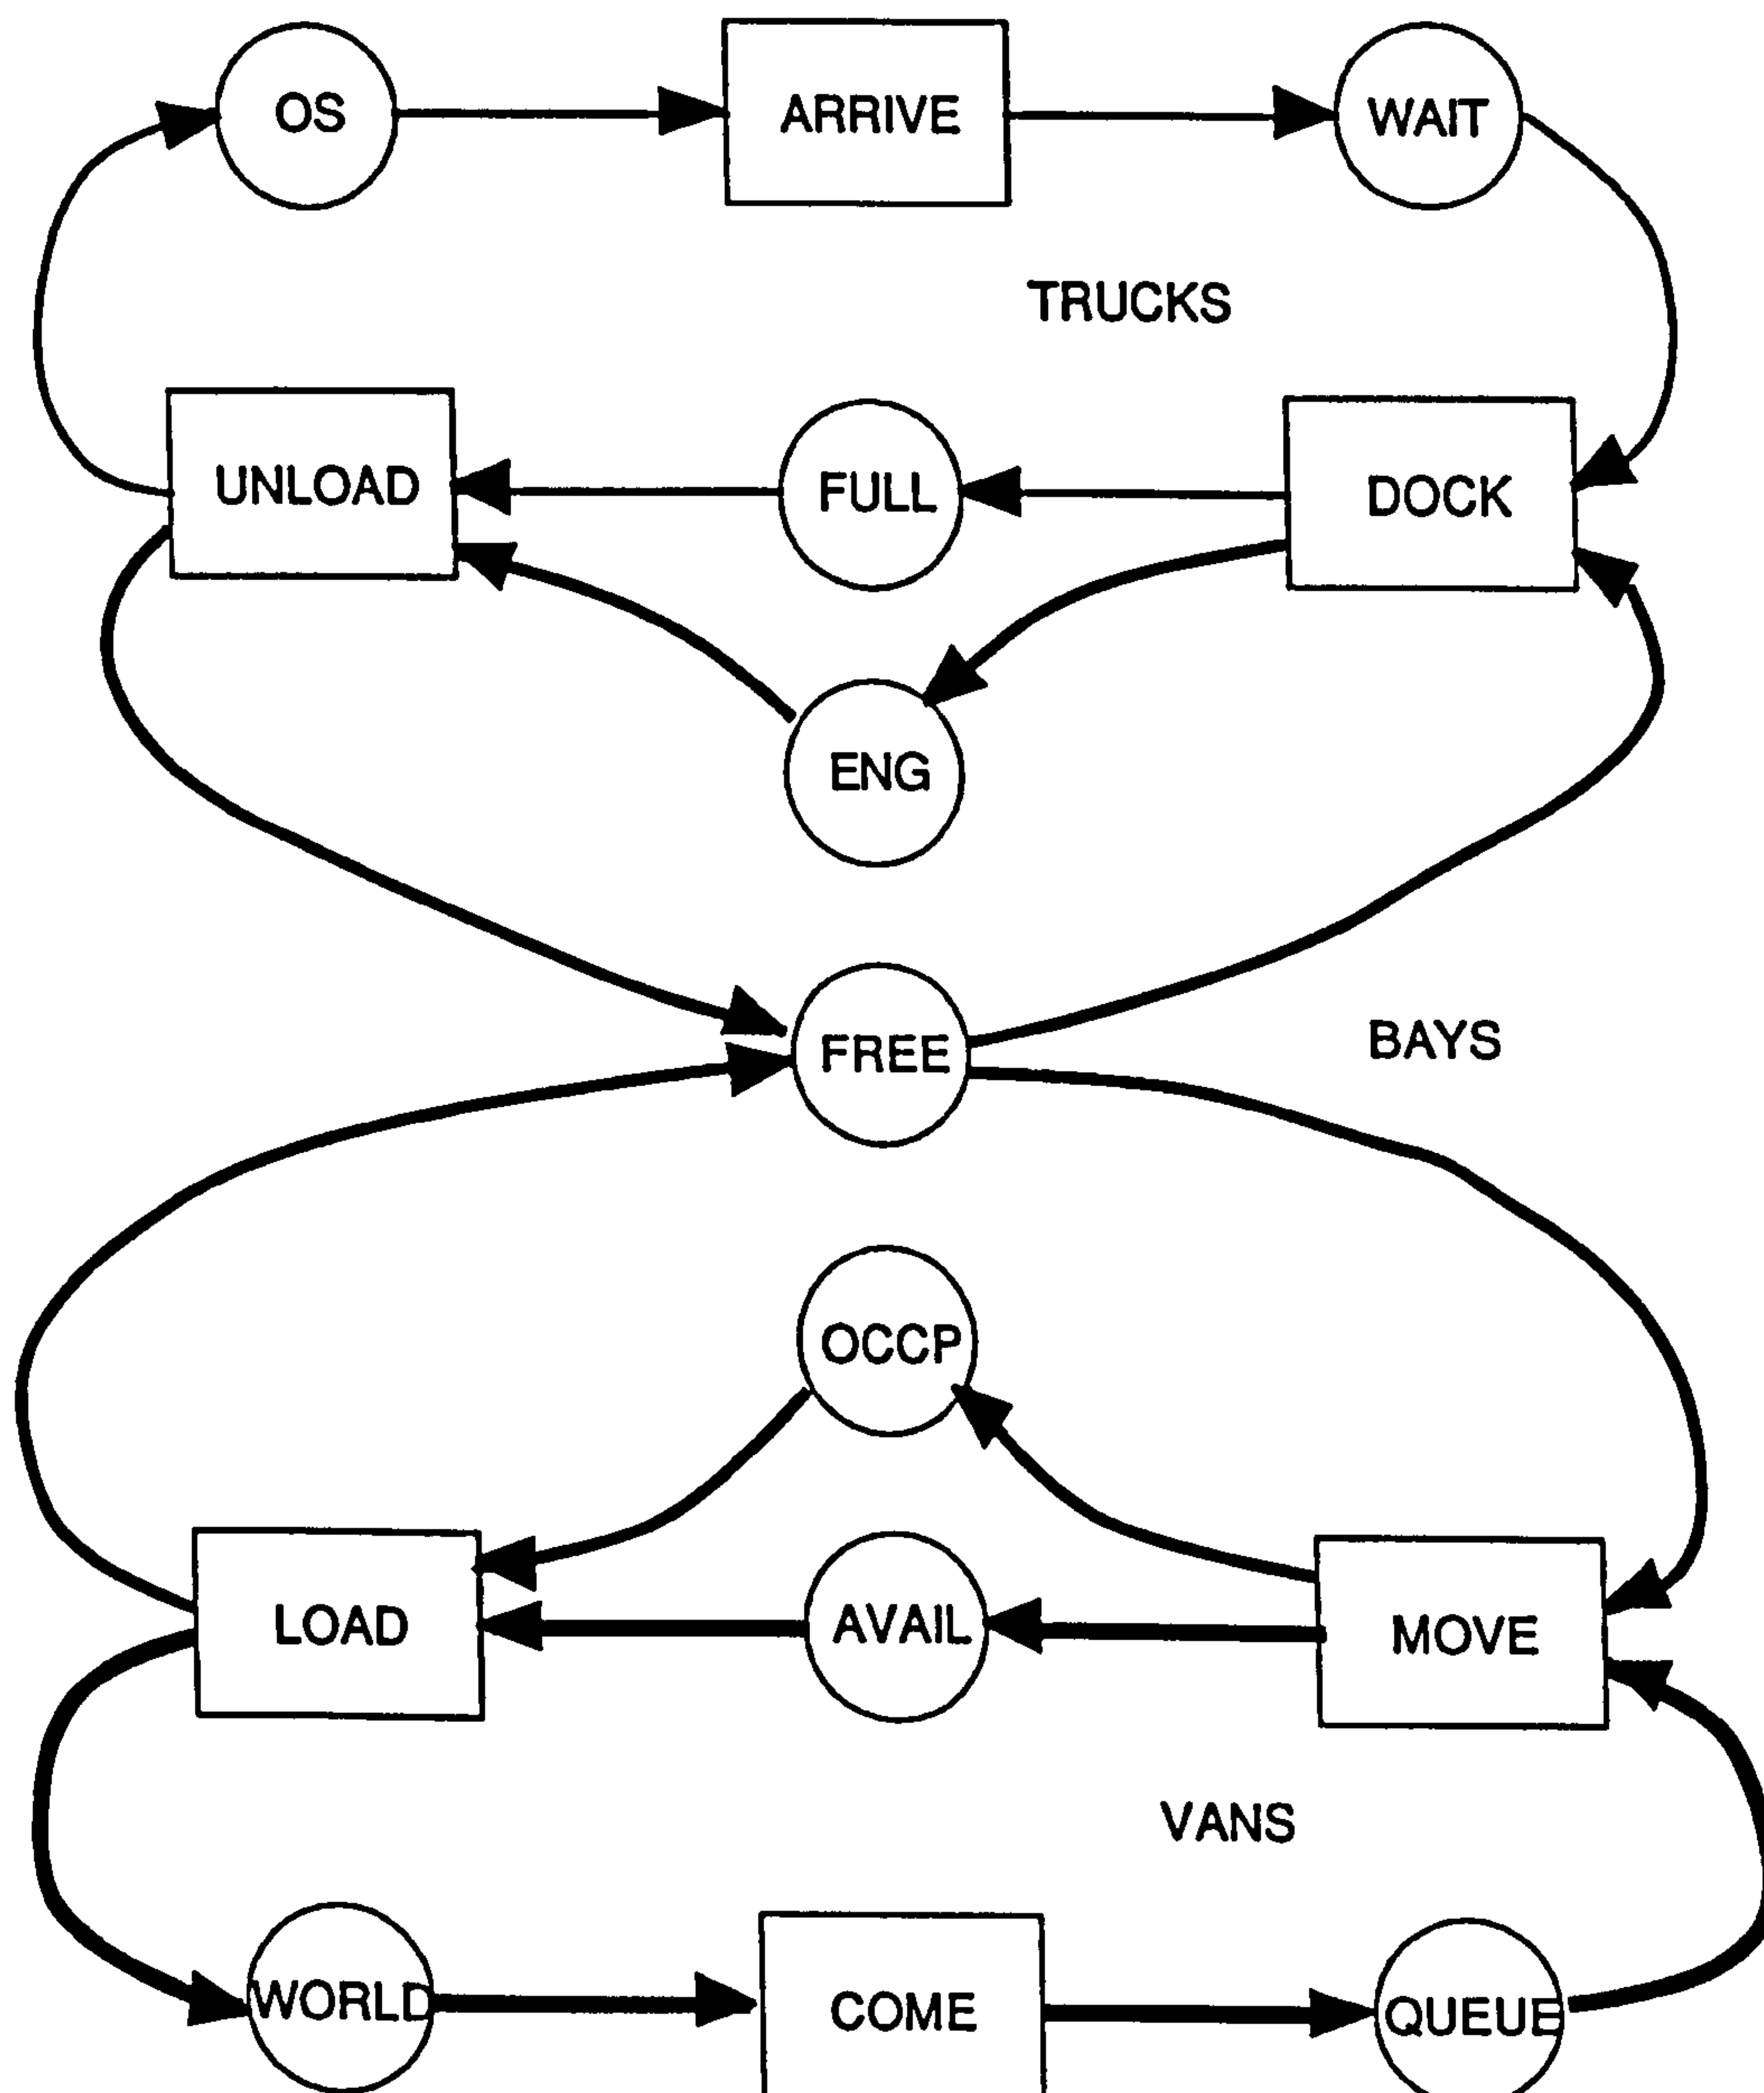 OS
ARRIVE
WAIT
TRUCKS
UNLOAD
FULL
DOCK
ENG
FREE
BAYS
OCCP
LOAD
AVAIL
MOVE
VANS
WORLD
COME
QUEUE